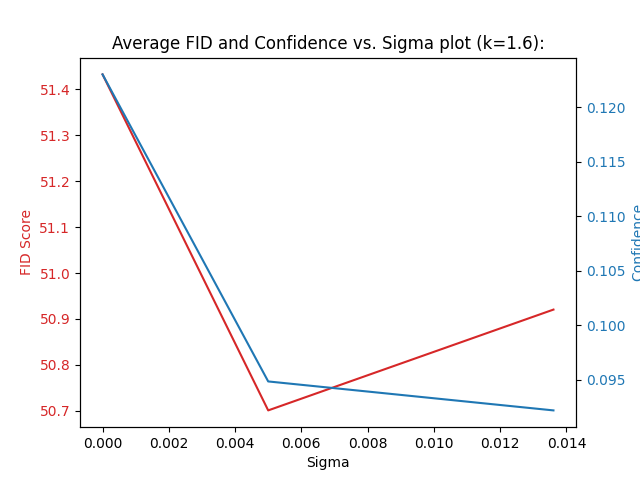 Average FID and Confidence vs. Sigma plot (k=1.6):
51.4
51.3
51.2
51.1
51.0
50.9
50.8
50.7
FID Score
0.120
0.115
0.110
0.105
0.100
0.095
Confidence
0.000 0.002 0.004 0.006 0.008 0.010 0.012 0.014
Sigma